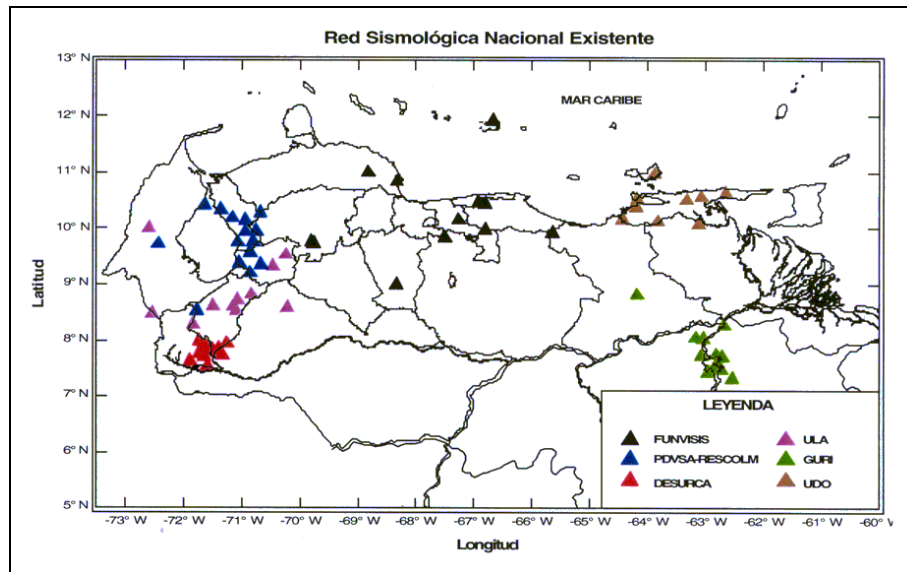 Red Sismológica Nacional Existente
13° N
12° N
11° N
10° N
9° N
8° N
7° N
6° N
5° N
Latitud
MAR CARIBE
LEYENDA
FUNVISIS
PDVSA-RESCOLM
DESURCA
ULA
GURI
UDO
-73° W -72° W -71° W -70° W -69° W -68° W -67° W -66° W -65° W -64° W -63° W -62° W -61° W -60° W
Longitud